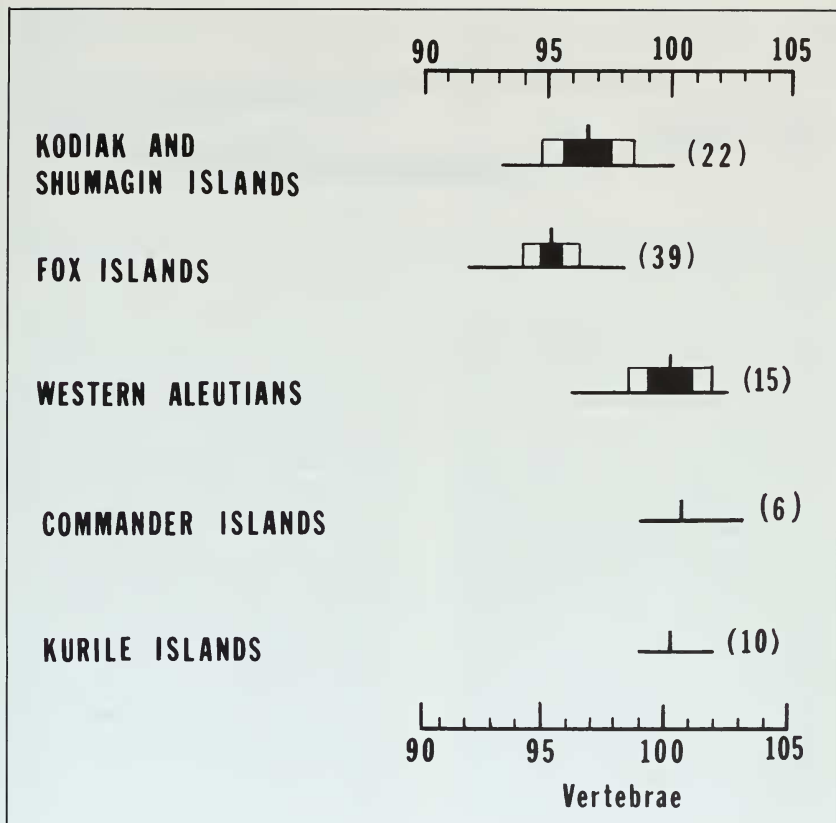 90 95 100 105
KODIAK AND
SHUMAGIN ISLANDS
(22)
FOX ISLANDS
(39)
WESTERN ALEUTIANS
(15)
COMMANDER ISLANDS
(6)
KURILE ISLANDS
(10)
90 95 100 105
Vertebrae